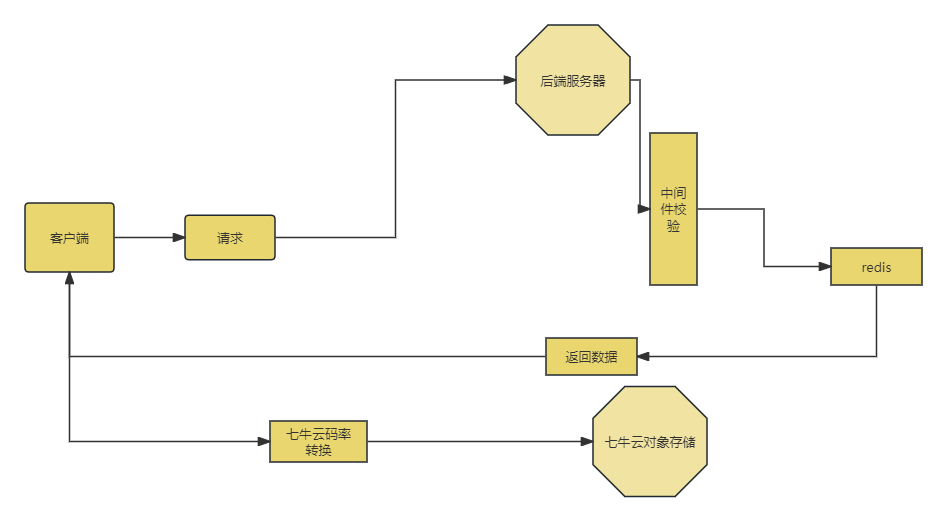 后端服务器
中间
件校
验
客户端
请求
redis
返回数据
七牛云码率
转换
七牛云对象存储